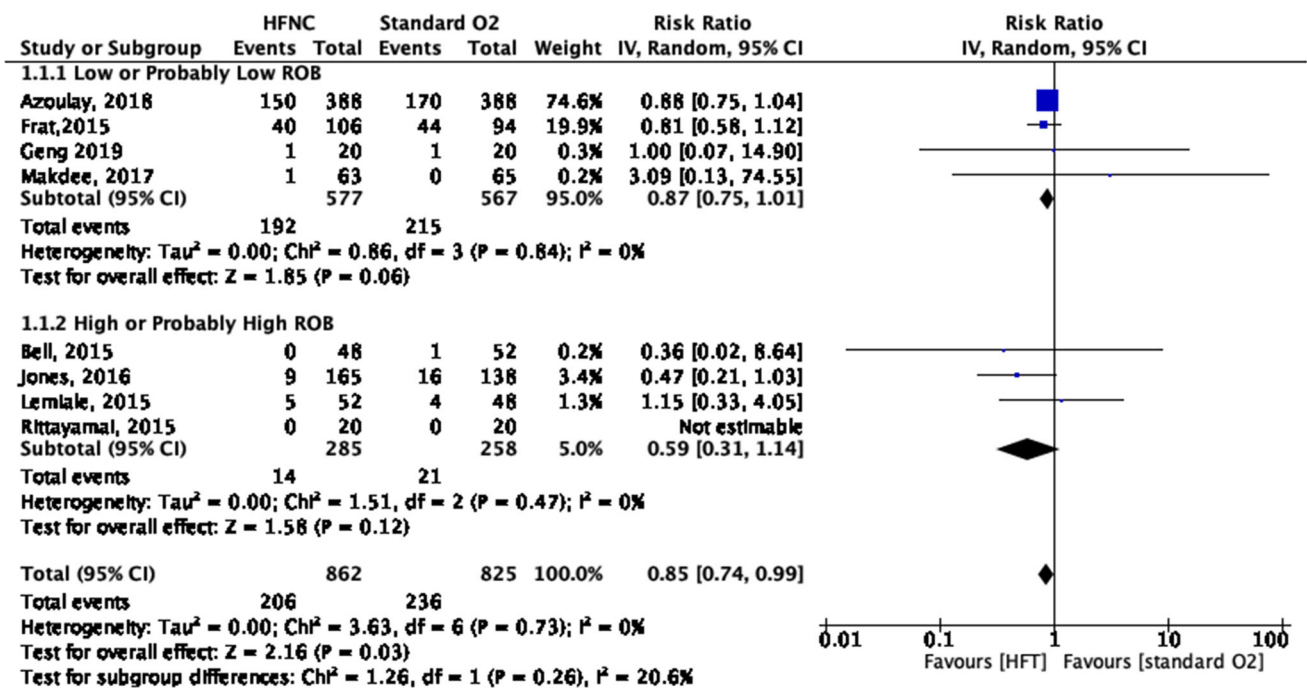 HFNC Standard O2 Risk Ratio Risk Ratio
Study or Subgroup Events Total Events Total Weight IV, Random, 95% CI IV, Random, 95% CI
1.1.1 Low or Probably Low ROB
Azoulay, 2018 150 388 170 388 74.6% 0.88 [0.75, 1.04]
Frat,2015 40 106 44 94 19.9% 0.81 [0.58, 1.12]
Geng 2019 1 20 1 20 0.3% 1.00 [0.07, 14.90]
Makdee, 2017 1 63 0 65 0.2% 3.09 [0.13, 74.55]
Subtotal (95% CI) 577 567 95.0% 0.87 [0.75, 1.01]
Total events 192 215
Heterogeneity: Tau² = 0.00; Chi² = 0.86, df = 3 (P = 0.84); I² = 0%
Test for overall effect: Z = 1.85 (P = 0.06)
1.1.2 High or Probably High ROB
Bell, 2015 0 48 1 52 0.2% 0.36 [0.02, 8.64]
Jones, 2016 9 165 16 138 3.4% 0.47 [0.21, 1.03]
Lemiale, 2015 5 52 4 48 1.3% 1.15 [0.33, 4.05]
Rittayamai, 2015 0 20 0 20 Not estimable
Subtotal (95% CI) 285 258 5.0% 0.59 [0.31, 1.14]
Total events 14 21
Heterogeneity: Tau² = 0.00; Chi² = 1.51, df = 2 (P = 0.47); I² = 0%
Test for overall effect: Z = 1.58 (P = 0.12)
Total (95% CI) 862 825 100.0% 0.85 [0.74, 0.99]
Total events 206 236
Heterogeneity: Tau² = 0.00; Chi² = 3.63, df = 6 (P = 0.73); I² = 0%
Test for overall effect: Z = 2.16 (P = 0.03)
Test for subgroup differences: Chi² = 1.26, df = 1 (P = 0.26), I² = 20.6%
0.01 0.1 1 10 100
Favours [HFT] Favours [standard O2]